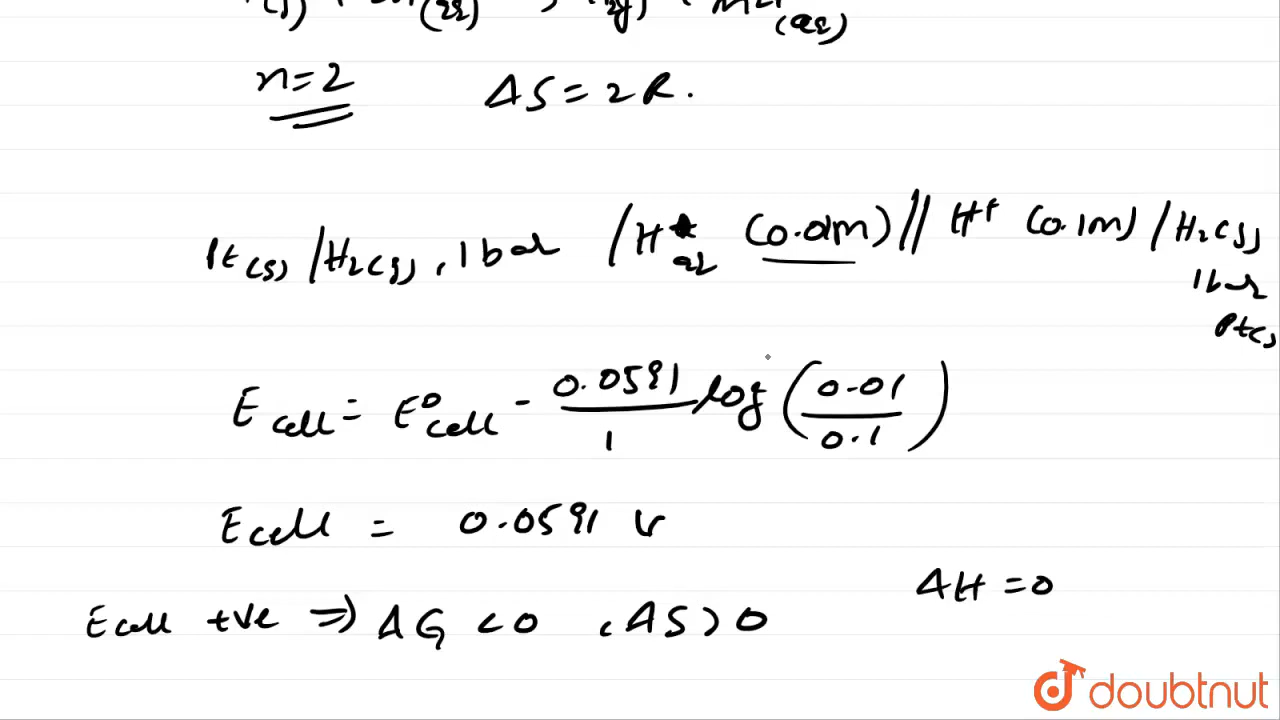 (s) (aq) (g) (aq)
n=2 ΔS = 2R.
Pt(s) /H2(g), 1 bar /H+ aq (0.01M) // H+ (0.1M) /H2(g)
1 bar
Pt(s)
Ecell = E°cell - 0.0591/1 log (0.01/0.1)
Ecell = 0.0591 V
ΔH = 0
Ecell +ve ⇒ ΔG < 0, ΔS > 0
doubtnut